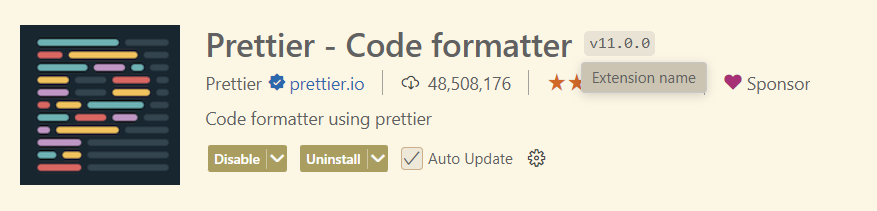 Prettier - Code formatter v11.0.0
Prettier prettier.io 48,508,176 Sponsor
Extension name
Code formatter using prettier
Disable Uninstall Auto Update